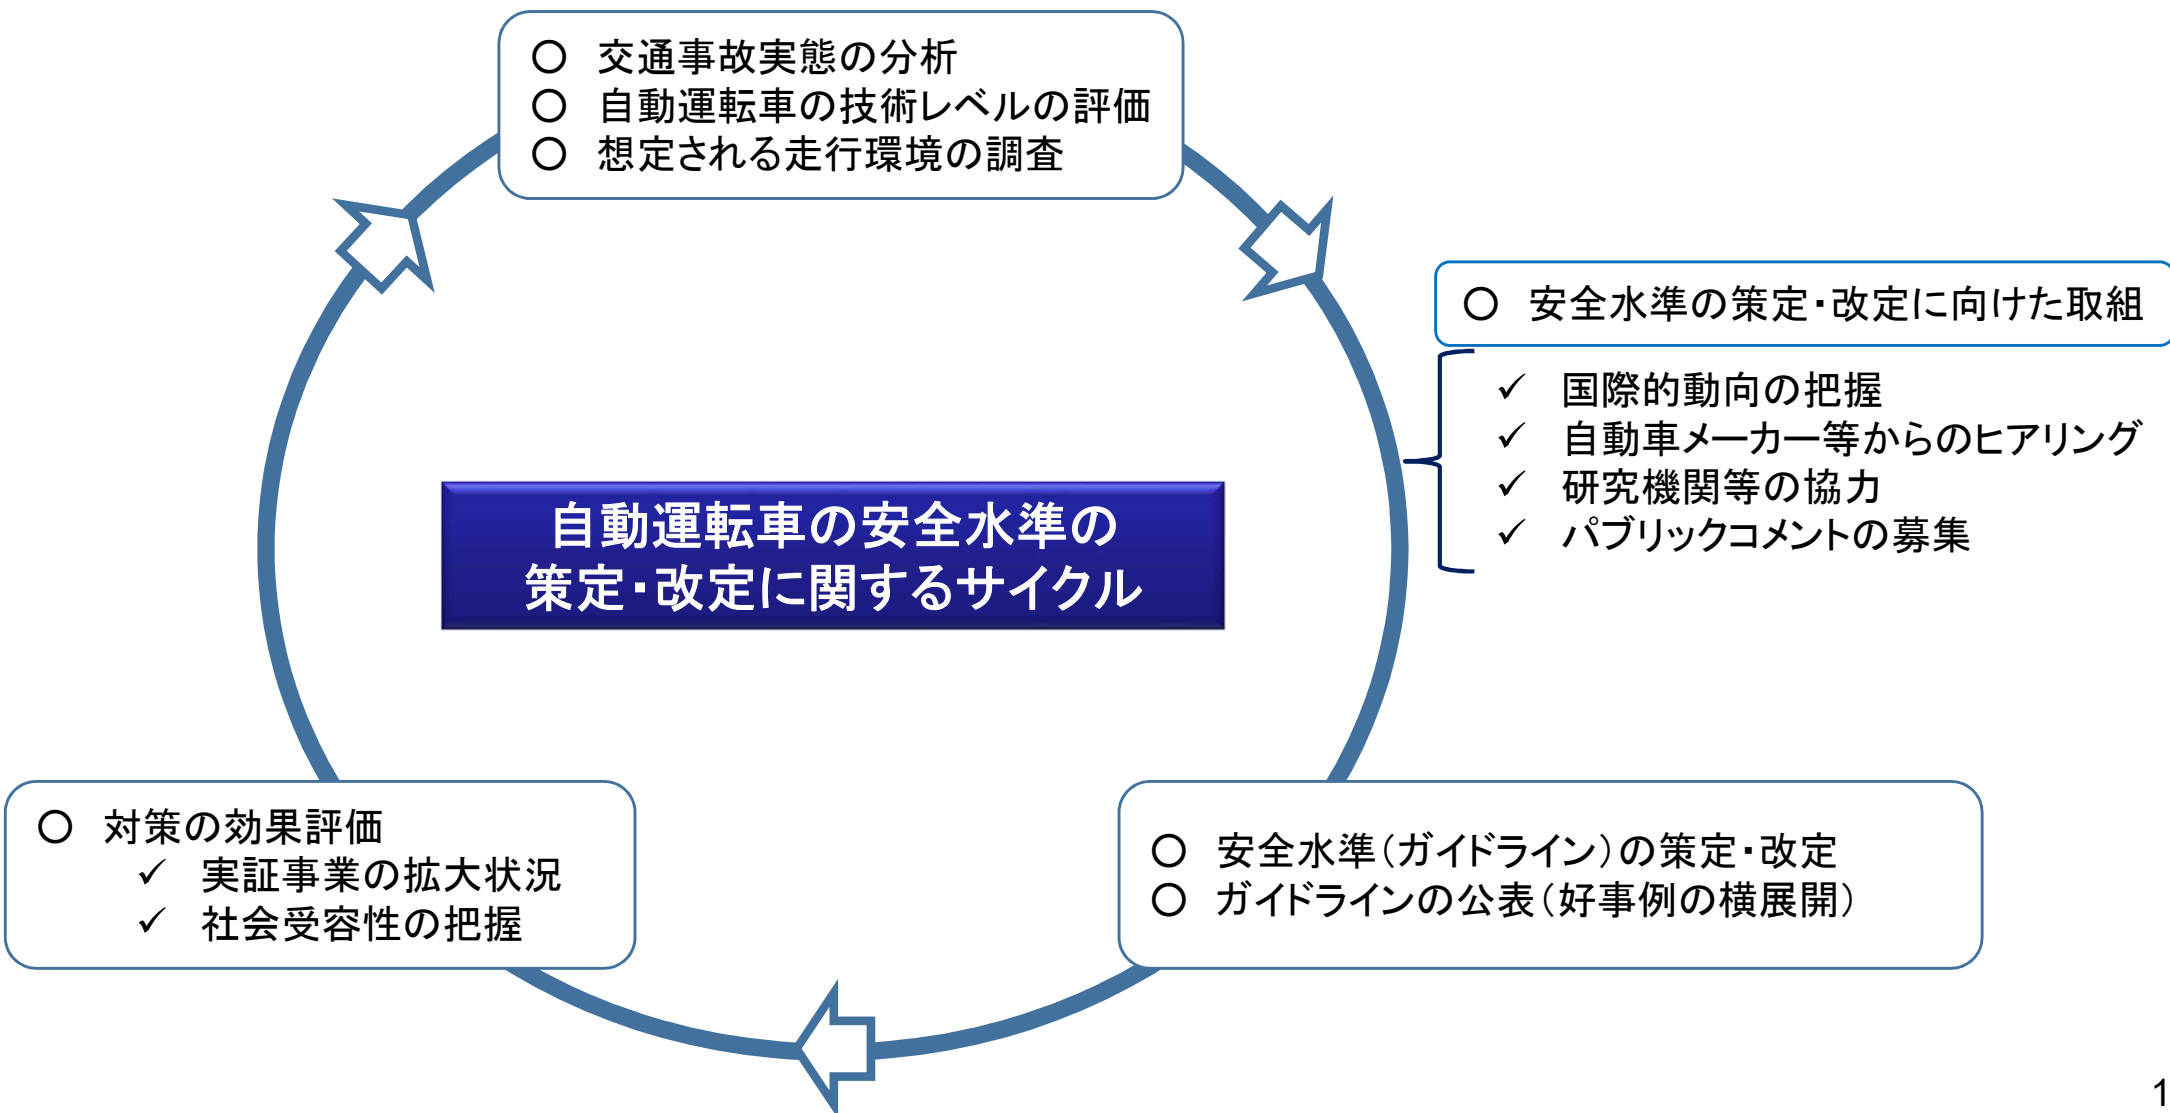 ○ 交通事故実態の分析
○ 自動運転車の技術レベルの評価
○ 想定される走行環境の調査
○ 安全水準の策定・改定に向けた取組
✓ 国際的動向の把握
✓ 自動車メーカー等からのヒアリング
✓ 研究機関等の協力
✓ パブリックコメントの募集
自動運転車の安全水準の
策定・改定に関するサイクル
○ 対策の効果評価
✓ 実証事業の拡大状況
✓ 社会受容性の把握
○ 安全水準(ガイドライン)の策定・改定
○ ガイドラインの公表(好事例の横展開)
1